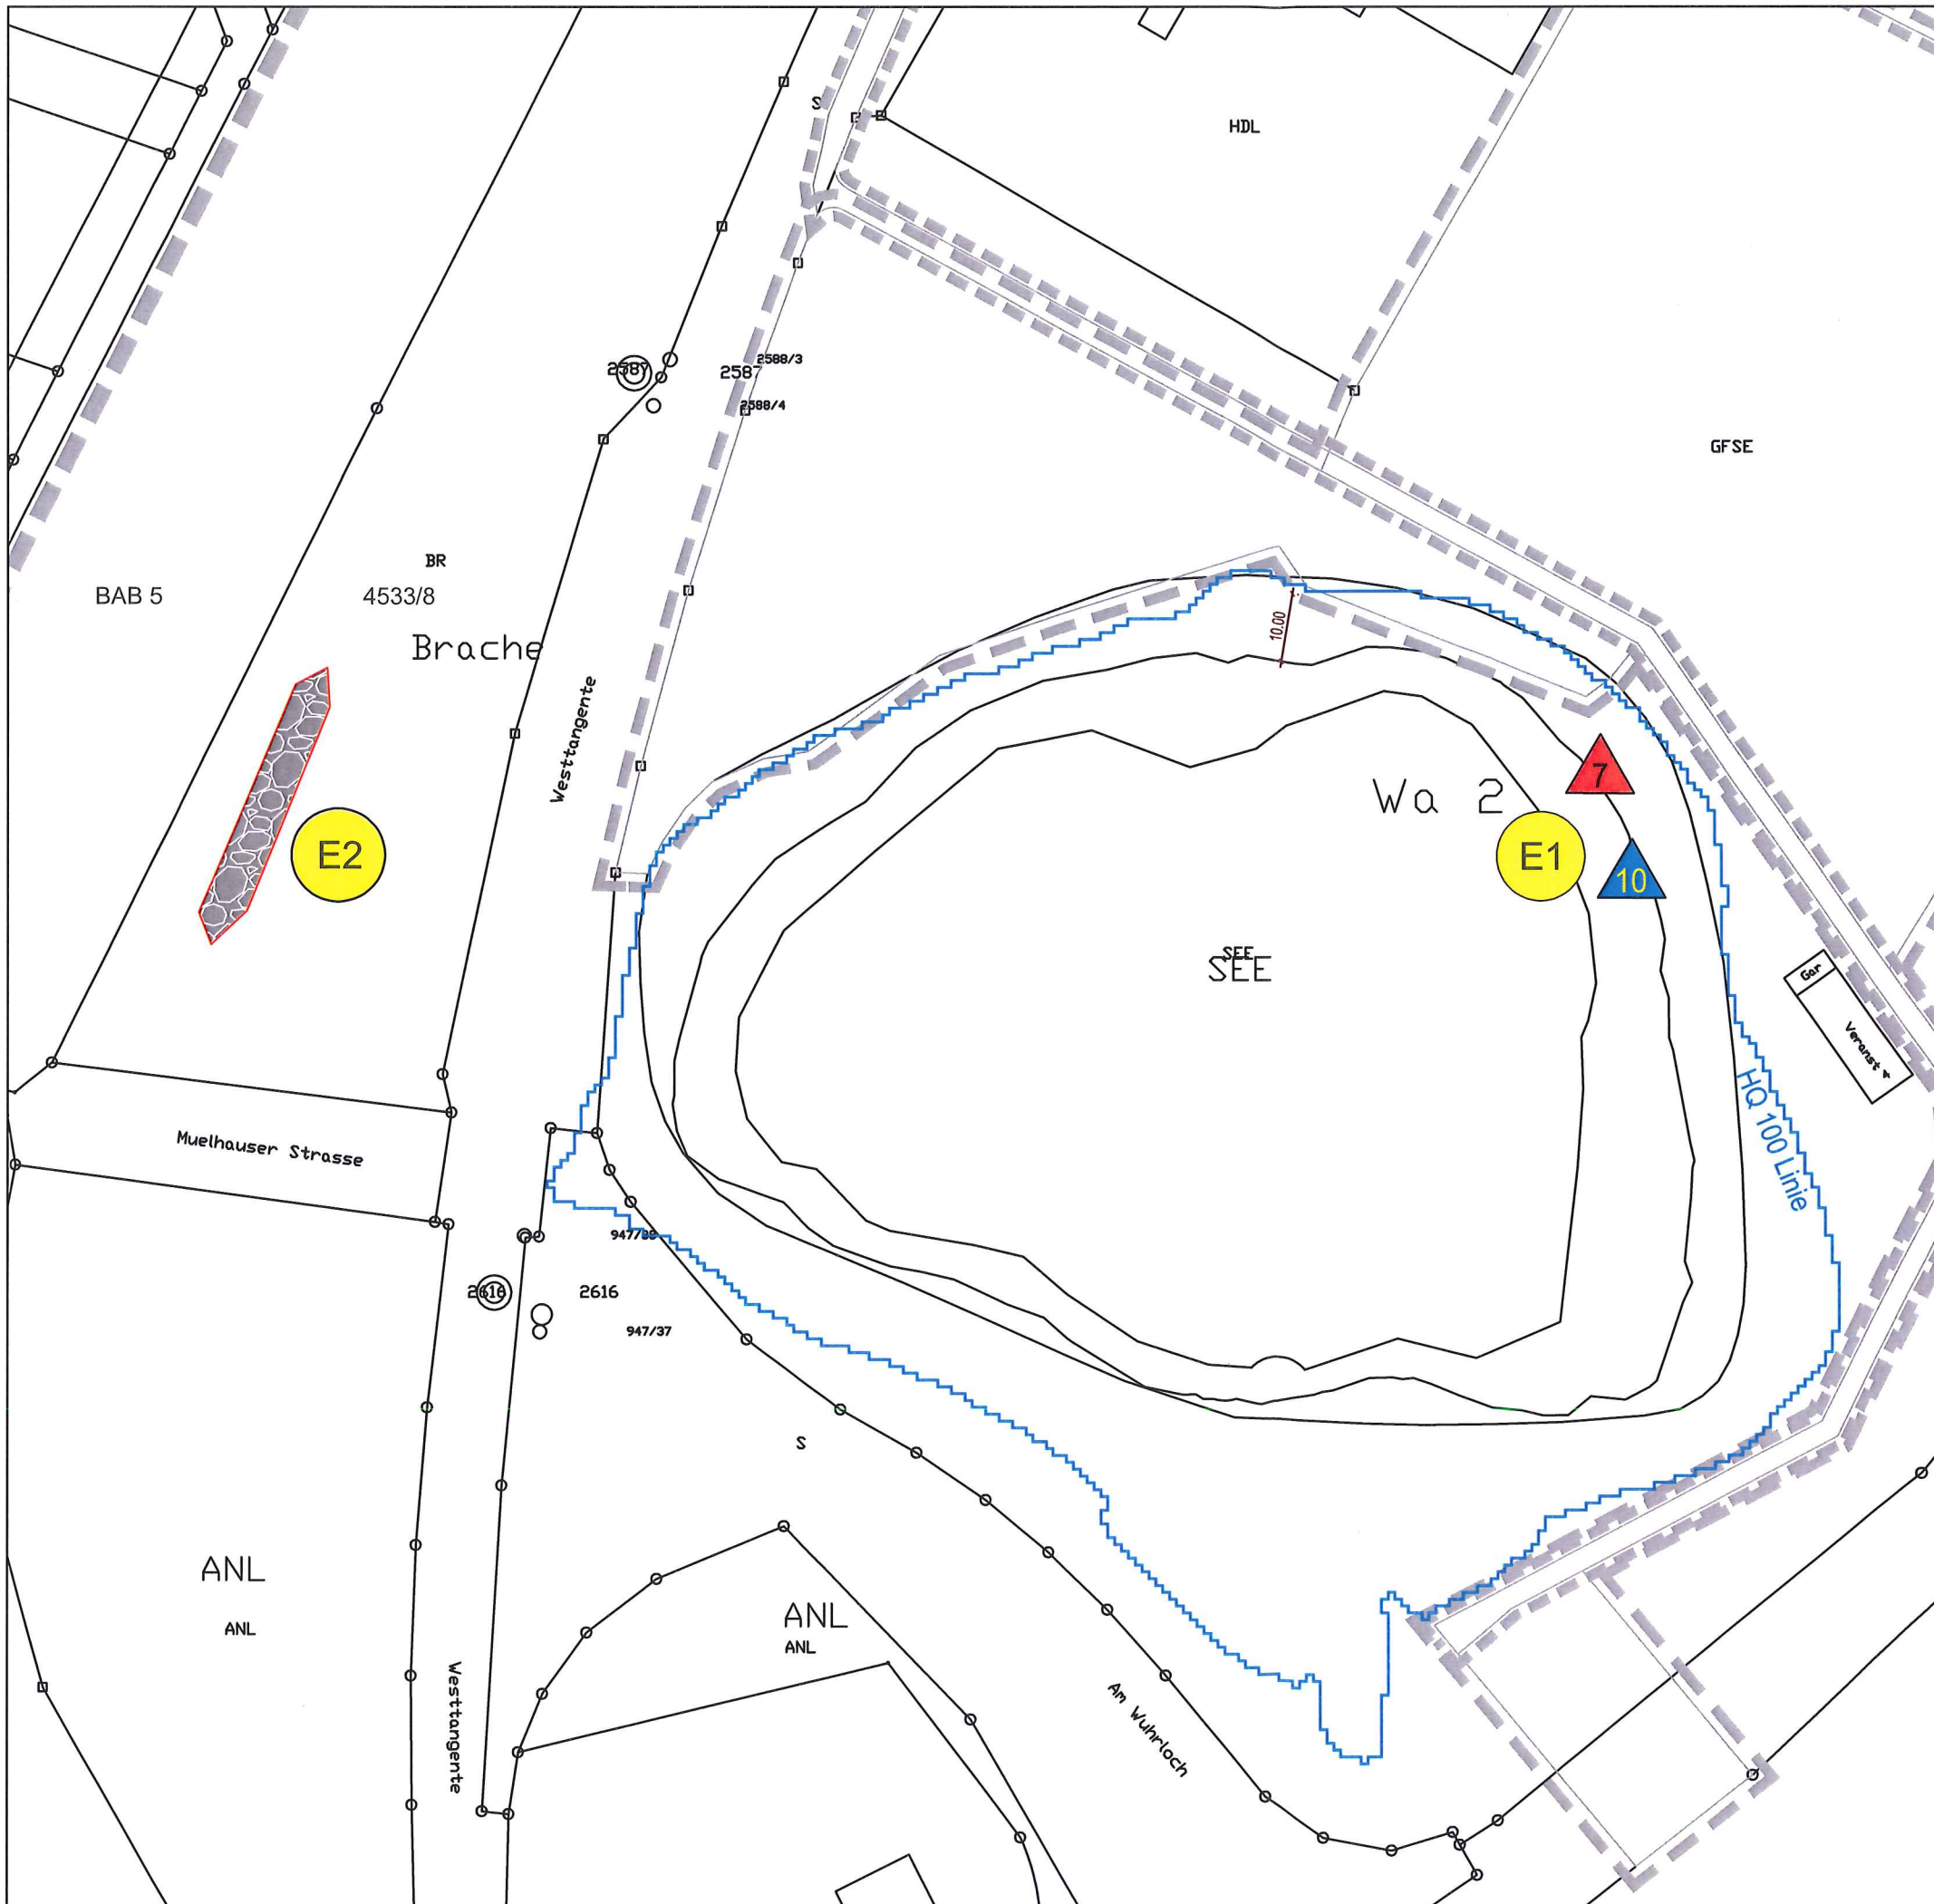 S
HDL
2589
2587
2588/3
2588/4
GFSE
BR
BAB 5
4533/8
Brache
10.00
Westtangente
7
Wa 2
E2
E1
10
SEE
SEE
Gar
Veranst 4
HQ 100 Linie
Muelhauser Strasse
2616
2616
947/37
S
ANL
ANL
ANL
ANL
Westtangente
Am Wuhrloch